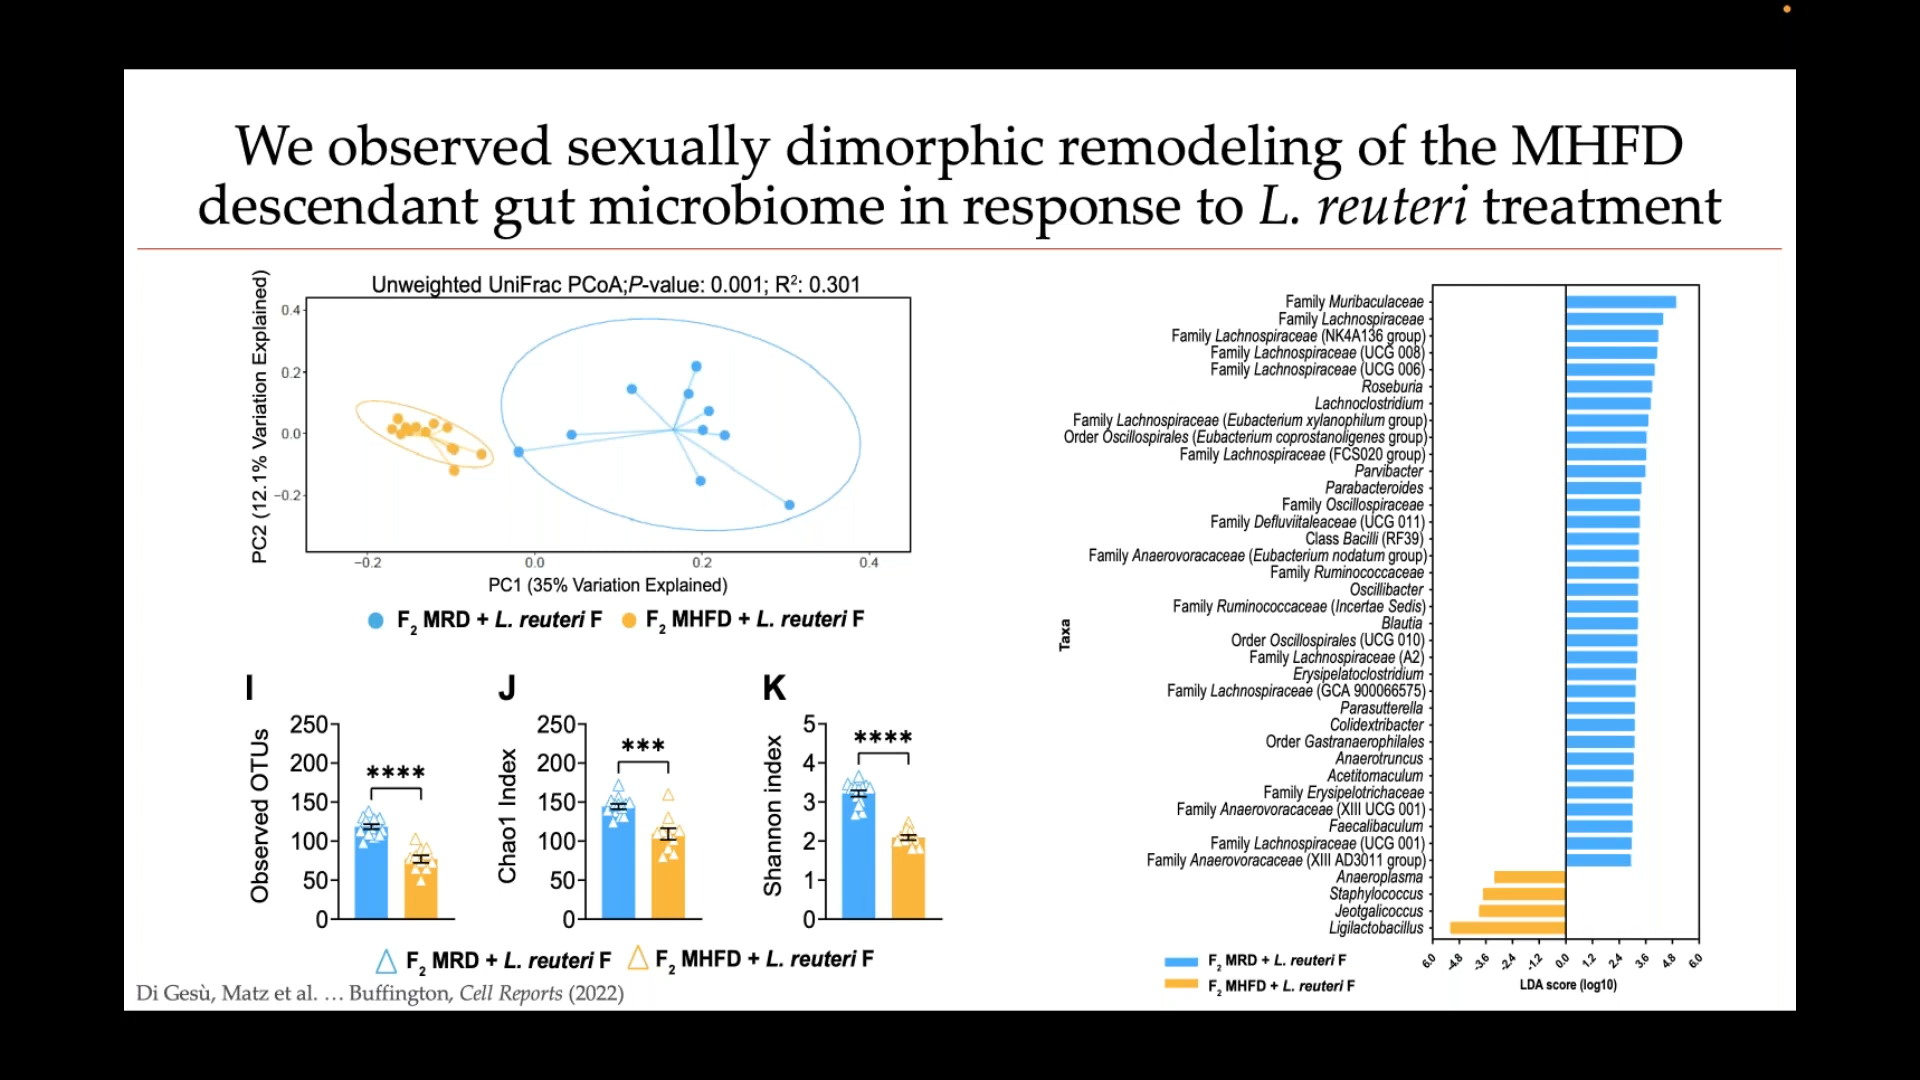 We observed sexually dimorphic remodeling of the MHFD
descendant gut microbiome in response to L. reuteri treatment
Unweighted UniFrac PCoA;P-value: 0.001; R²: 0.301
PC2 (12.1% Variation Explained)
0.4
0.2
0.0
−0.2
−0.2
0.0
0.2
0.4
PC1 (35% Variation Explained)
F₂ MRD + L. reuteri F
F₂ MHFD + L. reuteri F
I
Observed OTUs
250
200
150
100
50
0
****
J
Chao1 Index
250
200
150
100
50
0
***
K
Shannon index
5
4
3
2
1
0
****
F₂ MRD + L. reuteri F
F₂ MHFD + L. reuteri F
Taxa
Family Muribaculaceae
Family Lachnospiraceae
Family Lachnospiraceae (NK4A136 group)
Family Lachnospiraceae (UCG 008)
Family Lachnospiraceae (UCG 006)
Roseburia
Lachnoclostridium
Family Lachnospiraceae (Eubacterium xylanophilum group)
Order Oscillospirales (Eubacterium coprostanoligenes group)
Family Lachnospiraceae (FCS020 group)
Parvibacter
Parabacteroides
Family Oscillospiraceae
Family Defluviitaleaceae (UCG 011)
Class Bacilli (RF39)
Family Anaerovoracaceae (Eubacterium nodatum group)
Family Ruminococcaceae
Oscillibacter
Family Ruminococcaceae (Incertae Sedis)
Blautia
Order Oscillospirales (UCG 010)
Family Lachnospiraceae (A2)
Erysipelatoclostridium
Family Lachnospiraceae (GCA 900066575)
Parasutterella
Colidextribacter
Order Gastranaerophilales
Anaerotruncus
Acetitomaculum
Family Erysipelotrichaceae
Family Anaerovoracaceae (XIII UCG 001)
Faecalibaculum
Family Lachnospiraceae (UCG 001)
Family Anaerovoracaceae (XIII AD3011 group)
Anaeroplasma
Staphylococcus
Jeotgalicoccus
Ligilactobacillus
6.0
-4.8
-3.6
-2.4
-1.2
0.0
1.2
2.4
3.6
4.8
6.0
LDA score (log10)
F₂ MRD + L. reuteri F
F₂ MHFD + L. reuteri F
Di Gesù, Matz et al. … Buffington, Cell Reports (2022)